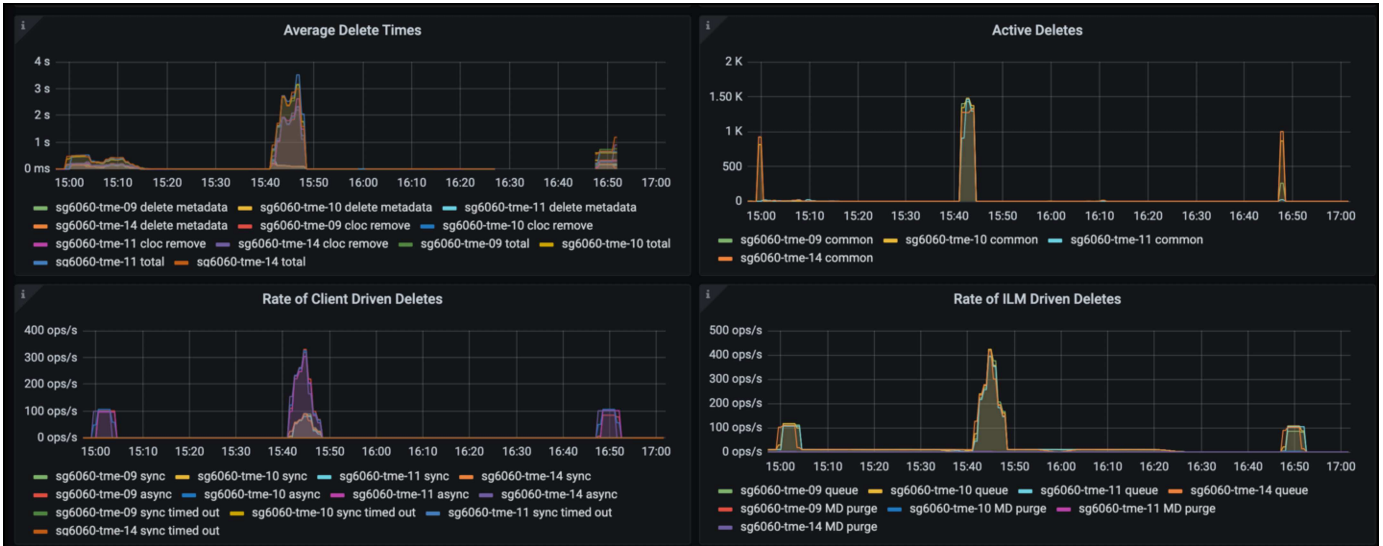 Average Delete Times
4 s
3 s
2 s
1 s
0 ms
15:00 15:10 15:20 15:30 15:40 15:50 16:00 16:10 16:20 16:30 16:40 16:50 17:00
sg6060-tme-09 delete metadata sg6060-tme-10 delete metadata sg6060-tme-11 delete metadata
sg6060-tme-14 delete metadata sg6060-tme-09 cloc remove sg6060-tme-10 cloc remove
sg6060-tme-11 cloc remove sg6060-tme-14 cloc remove sg6060-tme-09 total sg6060-tme-10 total
sg6060-tme-11 total sg6060-tme-14 total
Active Deletes
2 K
1.50 K
1 K
500
0
15:00 15:10 15:20 15:30 15:40 15:50 16:00 16:10 16:20 16:30 16:40 16:50 17:00
sg6060-tme-09 common sg6060-tme-10 common sg6060-tme-11 common
sg6060-tme-14 common
Rate of Client Driven Deletes
400 ops/s
300 ops/s
200 ops/s
100 ops/s
0 ops/s
15:00 15:10 15:20 15:30 15:40 15:50 16:00 16:10 16:20 16:30 16:40 16:50 17:00
sg6060-tme-09 sync sg6060-tme-10 sync sg6060-tme-11 sync sg6060-tme-14 sync
sg6060-tme-09 async sg6060-tme-10 async sg6060-tme-11 async sg6060-tme-14 async
sg6060-tme-09 sync timed out sg6060-tme-10 sync timed out sg6060-tme-11 sync timed out
sg6060-tme-14 sync timed out
Rate of ILM Driven Deletes
500 ops/s
400 ops/s
300 ops/s
200 ops/s
100 ops/s
0 ops/s
15:00 15:10 15:20 15:30 15:40 15:50 16:00 16:10 16:20 16:30 16:40 16:50 17:00
sg6060-tme-09 queue sg6060-tme-10 queue sg6060-tme-11 queue sg6060-tme-14 queue
sg6060-tme-09 MD purge sg6060-tme-10 MD purge sg6060-tme-11 MD purge
sg6060-tme-14 MD purge